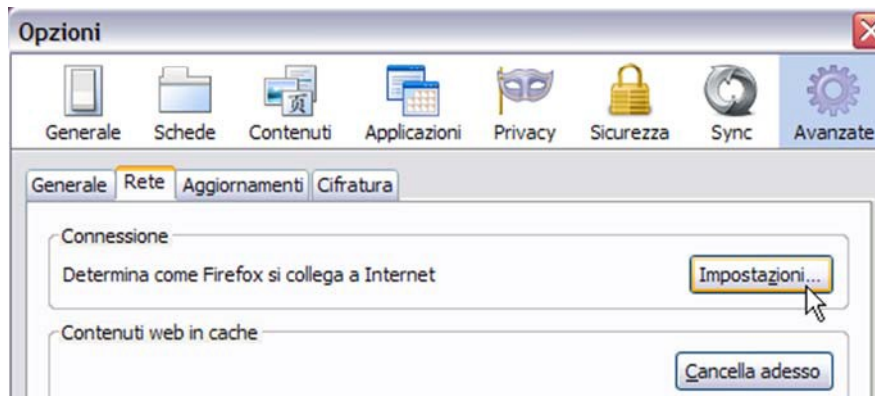 Opzioni
Generale Schede Contenuti Applicazioni Privacy Sicurezza Sync Avanzate
Generale Rete Aggiornamenti Cifratura
Connessione
Determina come Firefox si collega a Internet Impostazioni...
Contenuti web in cache
Cancella adesso